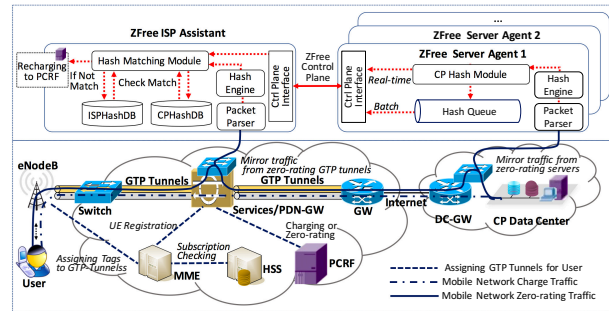 ...
ZFree Server Agent 2
ZFree ISP Assistant
ZFree Server Agent 1
Recharging
to PCRF
Hash Matching Module
If Not
Match
Check Match
ISPHashDB
CPHashDB
Hash
Engine
Packet
Parser
Ctrl Plane
Interface
ZFree
Control
Plane
Ctrl Plane
Interface
Real-time
CP Hash Module
Batch
Hash Queue
Hash
Engine
Packet
Parser
eNodeB
GTP Tunnels
Mirror traffic
from zero-rating GTP tunnels
GTP Tunnels
Mirror traffic from
zero-rating servers
Switch
Services/PDN-GW
GW
Internet
DC-GW
CP Data Center
UE Registration
Charging or
Zero-rating
User
Assigning Tags
to GTP-Tunnels
Subscription
Checking
MME
HSS
PCRF
Assigning GTP Tunnels for User
Mobile Network Charge Traffic
Mobile Network Zero-rating Traffic